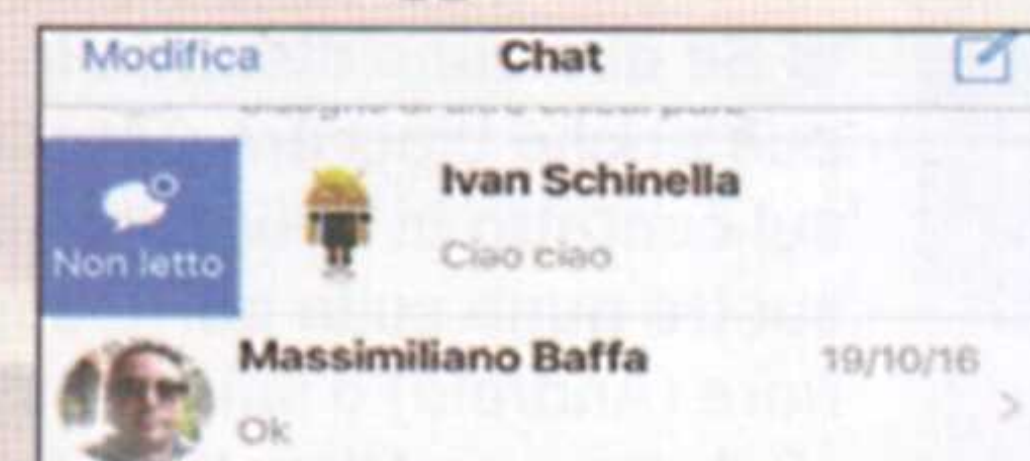 Modifica
Chat
Ivan Schinella
Ciao ciao
Non letto
Massimiliano Baffa
19/10/16
Ok